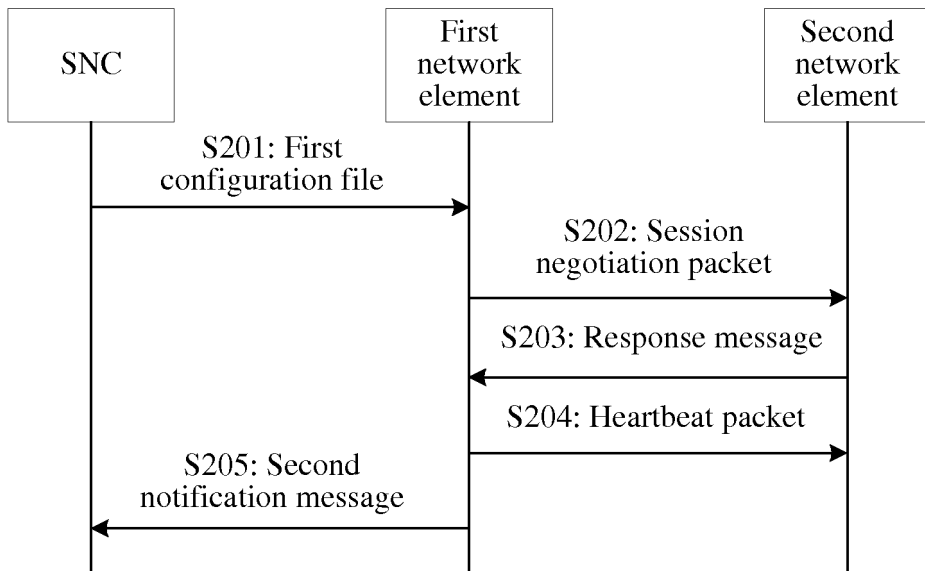 SNC
First
network
element
Second
network
element
S201: First
configuration file
S202: Session
negotiation packet
S203: Response message
S204: Heartbeat packet
S205: Second
notification message